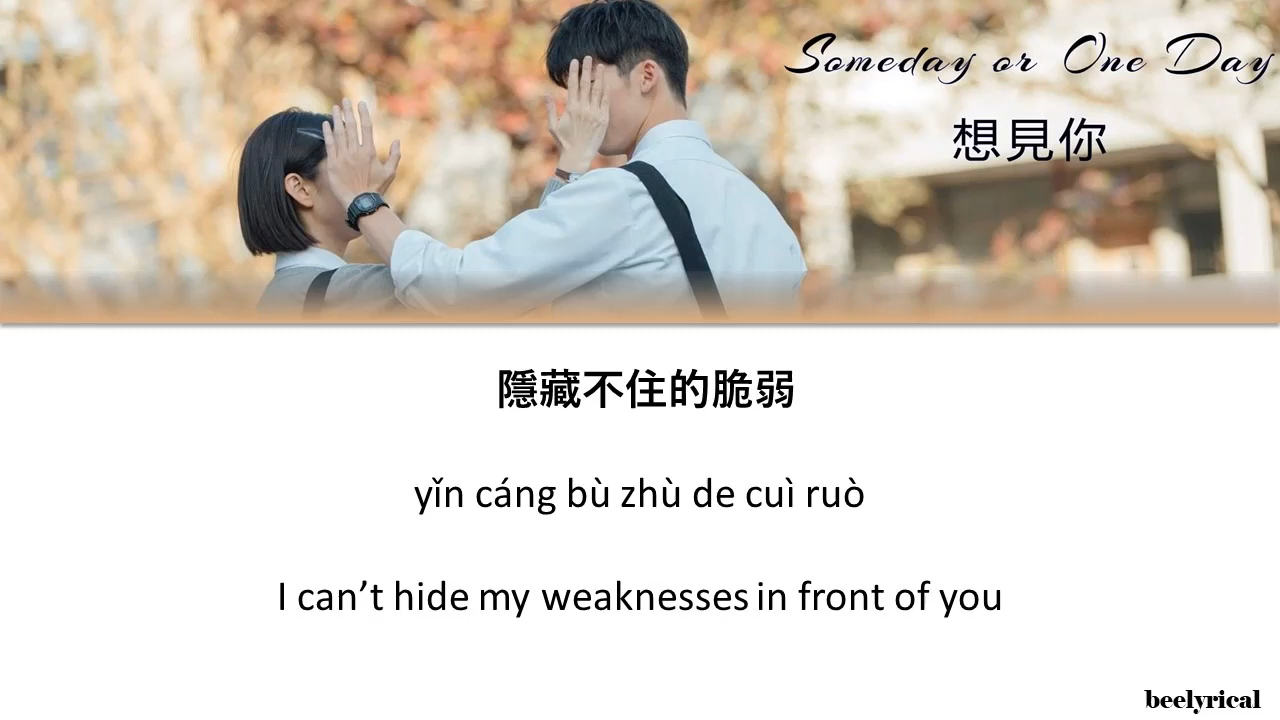 Someday or One Day
想見你
隱藏不住的脆弱
yǐn cáng bù zhù de cuì ruò
I can’t hide my weaknesses in front of you
beelyrical